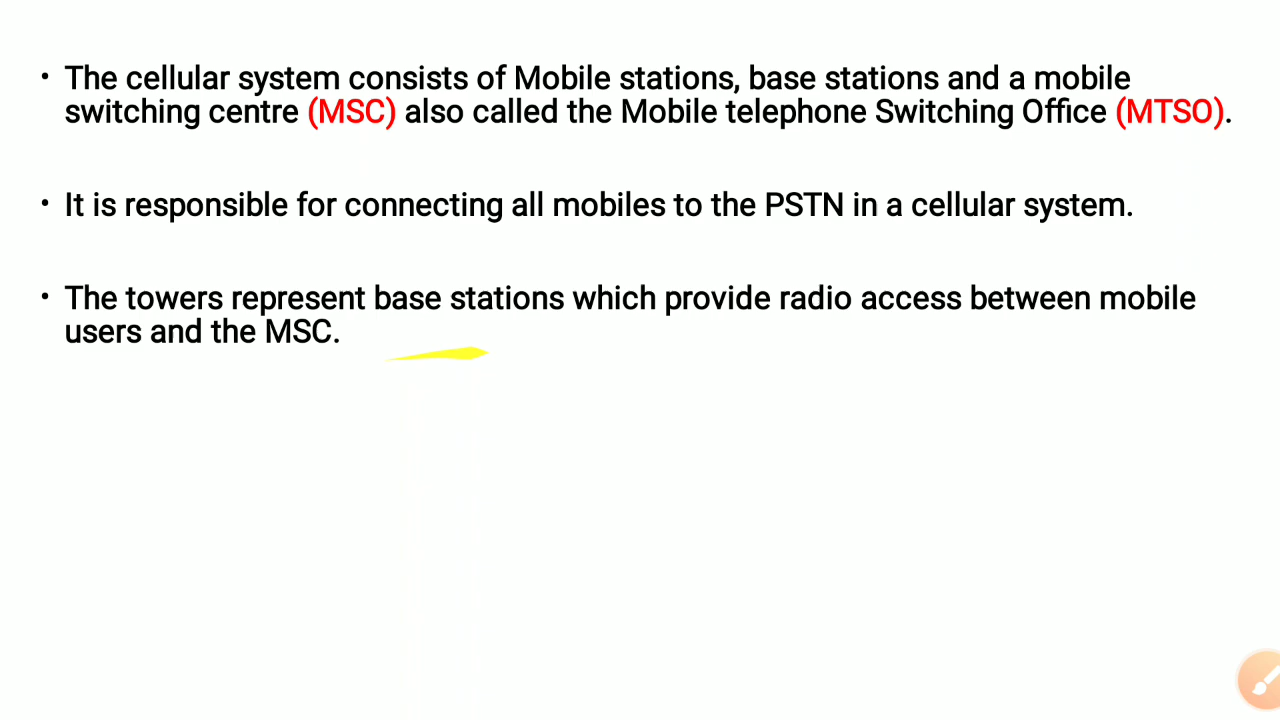 • The cellular system consists of Mobile stations, base stations and a mobile
switching centre (MSC) also called the Mobile telephone Switching Office (MTSO).
• It is responsible for connecting all mobiles to the PSTN in a cellular system.
• The towers represent base stations which provide radio access between mobile
users and the MSC.